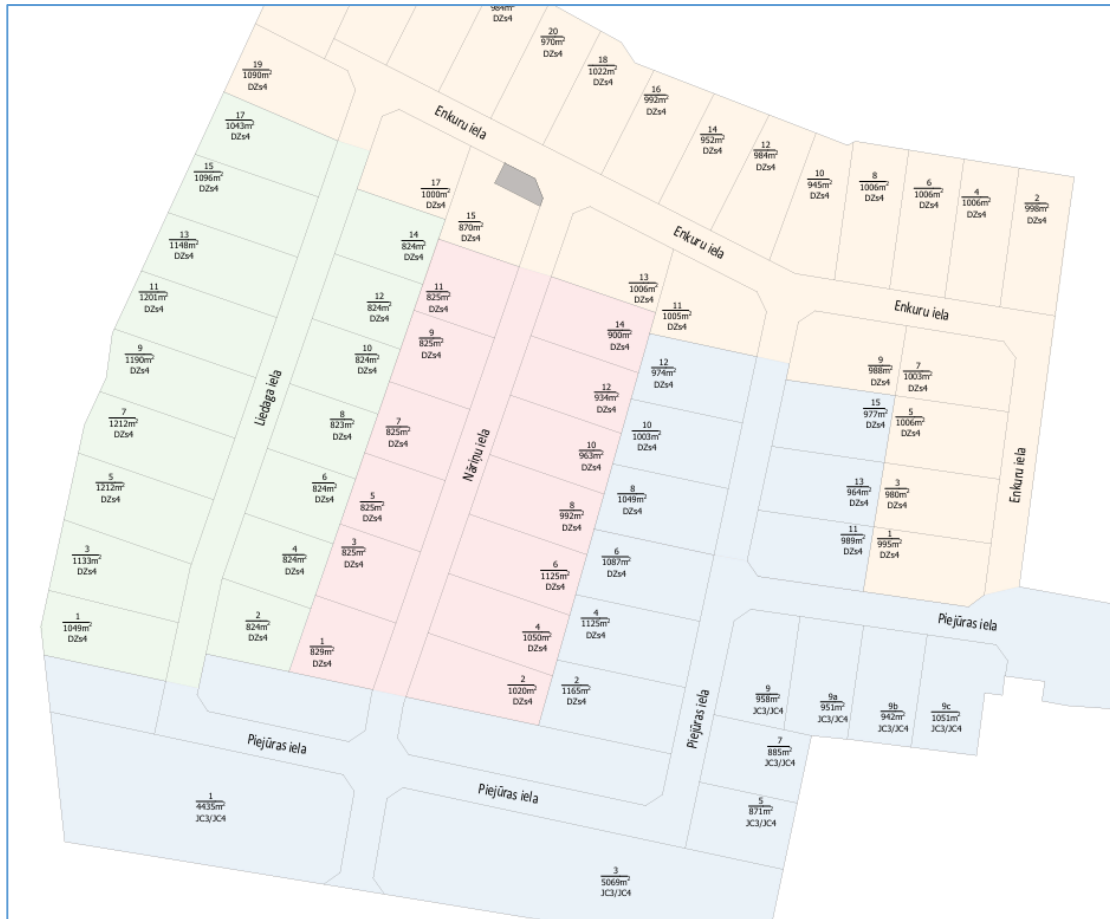 984m²
DZs4
20
970m²
DZs4
18
1022m²
DZs4
16
992m²
DZs4
14
952m²
DZs4
12
984m²
DZs4
10
945m²
DZs4
8
1006m²
DZs4
6
1006m²
DZs4
4
1006m²
DZs4
2
998m²
DZs4
19
1090m²
DZs4
Enkuru iela
17
1043m²
DZs4
15
1096m²
DZs4
13
1148m²
DZs4
11
1201m²
DZs4
9
1190m²
DZs4
7
1212m²
DZs4
5
1212m²
DZs4
3
1133m²
DZs4
1
1049m²
DZs4
Liedaga iela
17
1000m²
DZs4
15
870m²
DZs4
14
824m²
DZs4
12
824m²
DZs4
10
824m²
DZs4
8
823m²
DZs4
6
824m²
DZs4
4
824m²
DZs4
2
824m²
DZs4
11
825m²
DZs4
9
825m²
DZs4
7
825m²
DZs4
5
825m²
DZs4
3
825m²
DZs4
1
829m²
DZs4
Nāriņu iela
Enkuru iela
13
1006m²
DZs4
11
1005m²
DZs4
14
900m²
DZs4
12
934m²
DZs4
10
963m²
DZs4
8
992m²
DZs4
6
1125m²
DZs4
4
1050m²
DZs4
2
1020m²
DZs4
12
974m²
DZs4
10
1003m²
DZs4
8
1049m²
DZs4
6
1087m²
DZs4
4
1125m²
DZs4
2
1165m²
DZs4
Enkuru iela
9
988m²
DZs4
7
1003m²
DZs4
15
977m²
DZs4
5
1006m²
DZs4
13
964m²
DZs4
3
980m²
DZs4
11
989m²
DZs4
1
995m²
DZs4
Enkuru iela
Piejūras iela
9
958m²
JC3/JC4
9a
951m²
JC3/JC4
9b
942m²
JC3/JC4
9c
1051m²
JC3/JC4
7
885m²
JC3/JC4
5
871m²
JC3/JC4
Piejūras iela
Piejūras iela
Piejūras iela
1
4435m²
JC3/JC4
3
5069m²
JC3/JC4